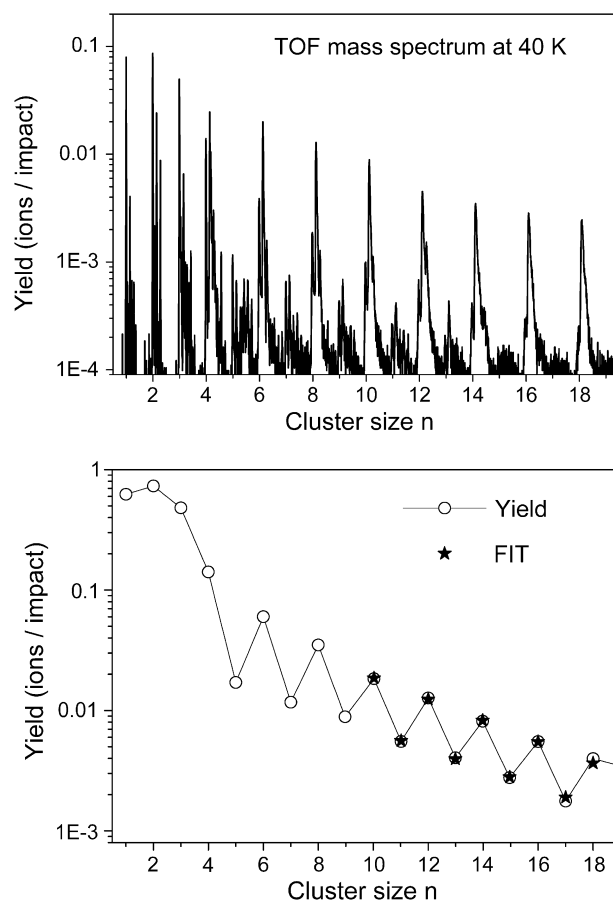 TOF mass spectrum at 40 K
Yield (ions / impact)
0.1
0.01
1E-3
1E-4
2 4 6 8 10 12 14 16 18
Cluster size n
Yield (ions / impact)
1
0.1
0.01
1E-3
Yield
FIT
2 4 6 8 10 12 14 16 18
Cluster size n